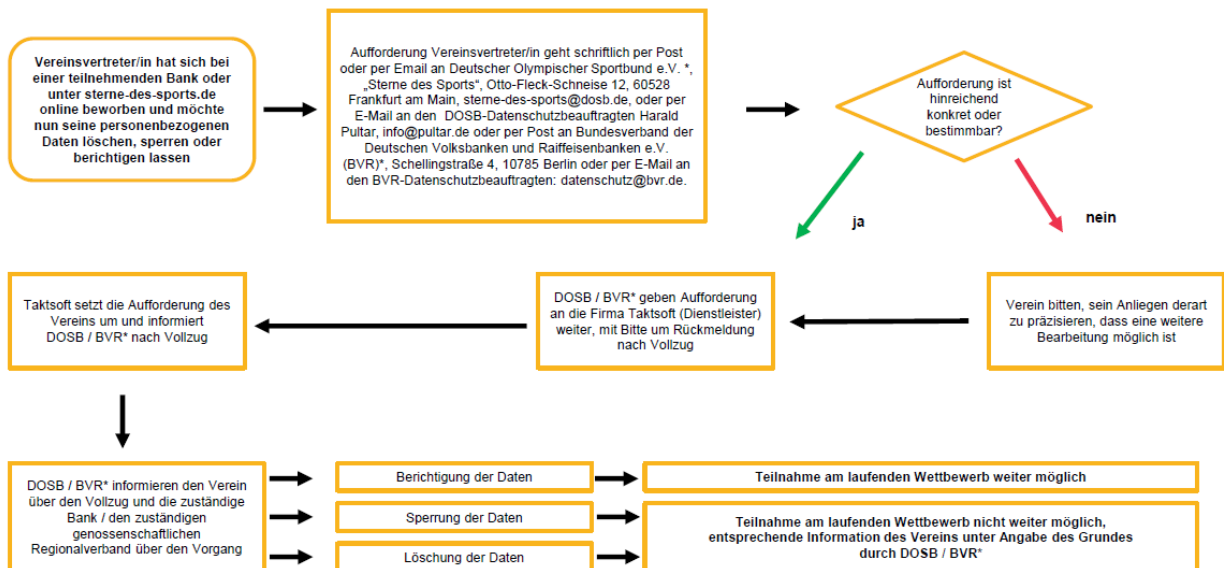 Vereinsvertreter/in hat sich bei
einer teilnehmenden Bank oder
unter sterne-des-sports.de
online beworben und möchte
nun seine personenbezogenen
Daten löschen, sperren oder
berichtigen lassen
Aufforderung Vereinsvertreter/in geht schriftlich per Post
oder per Email an Deutscher Olympischer Sportbund e.V. *,
„Sterne des Sports“, Otto-Fleck-Schneise 12, 60528
Frankfurt am Main, sterne-des-sports@dosb.de, oder per
E-Mail an den DOSB-Datenschutzbeauftragten Harald
Pultar, info@pultar.de oder per Post an Bundesverband der
Deutschen Volksbanken und Raiffeisenbanken e.V.
(BVR)*, Schellingstraße 4, 10785 Berlin oder per E-Mail an
den BVR-Datenschutzbeauftragten: datenschutz@bvr.de.
Aufforderung ist
hinreichend
konkret oder
bestimmbar?
ja
nein
Taktsoft setzt die Aufforderung des
Vereins um und informiert
DOSB / BVR* nach Vollzug
DOSB / BVR* geben Aufforderung
an die Firma Taktsoft (Dienstleister)
weiter, mit Bitte um Rückmeldung
nach Vollzug
Verein bitten, sein Anliegen derart
zu präzisieren, dass eine weitere
Bearbeitung möglich ist
DOSB / BVR* informieren den Verein
über den Vollzug und die zuständige
Bank / den zuständigen
genossenschaftlichen
Regionalverband über den Vorgang
Berichtigung der Daten
Teilnahme am laufenden Wettbewerb weiter möglich
Sperrung der Daten
Löschung der Daten
Teilnahme am laufenden Wettbewerb nicht weiter möglich,
entsprechende Information des Vereins unter Angabe des Grundes
durch DOSB / BVR*